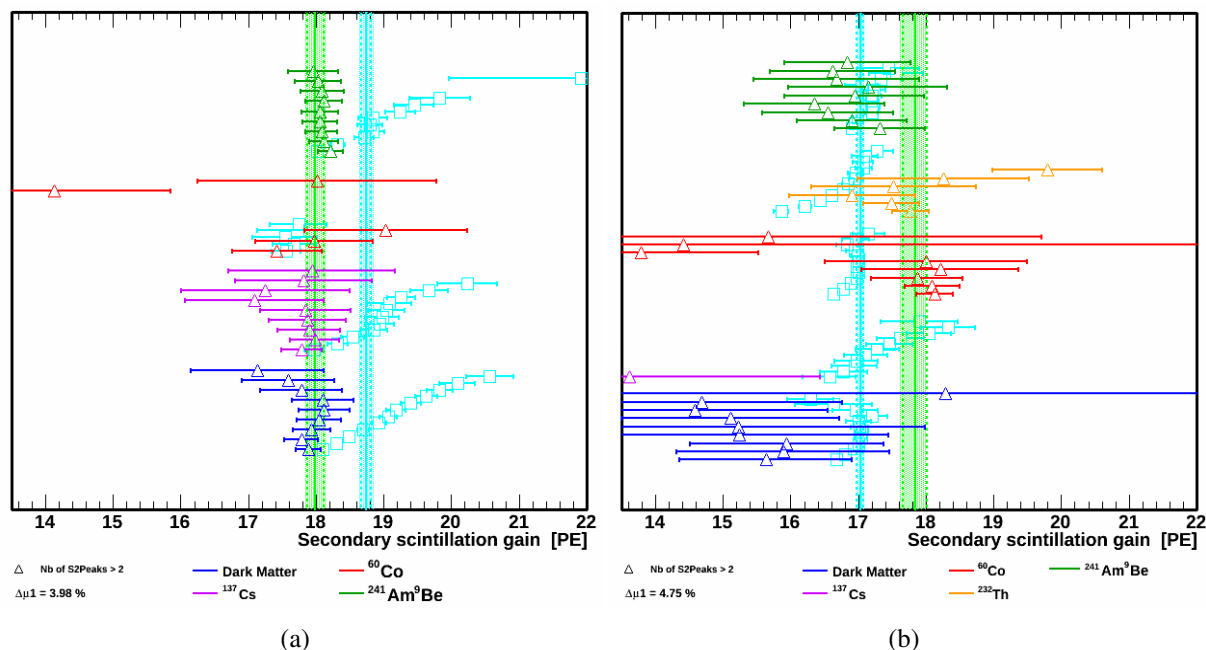 14 15 16 17 18 19 20 21 22
Secondary scintillation gain [PE]
△ Nb of S2Peaks > 2
Dark Matter
⁶⁰Co
Δμ1 = 3.98 %
¹³⁷Cs
²⁴¹Am⁹Be
(a)
14 15 16 17 18 19 20 21 22
Secondary scintillation gain [PE]
△ Nb of S2Peaks > 2
Dark Matter
⁶⁰Co
²⁴¹Am⁹Be
Δμ1 = 4.75 %
¹³⁷Cs
²³²Th
(b)